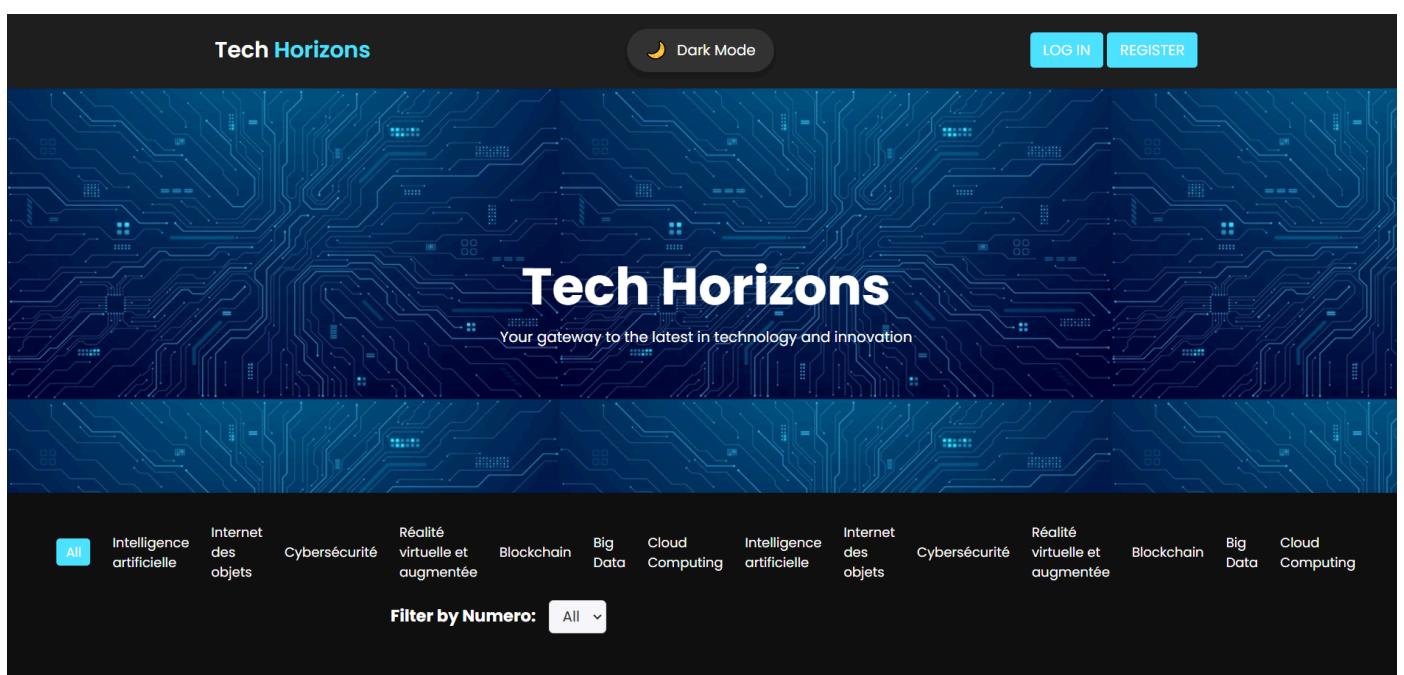 Tech Horizons
🌙 Dark Mode
LOG IN
REGISTER
Tech Horizons
Your gateway to the latest in technology and innovation
All
Intelligence
artificielle
Internet
des
objets
Cybersécurité
Réalité
virtuelle et
augmentée
Blockchain
Big
Data
Cloud
Computing
Intelligence
artificielle
Internet
des
objets
Cybersécurité
Réalité
virtuelle et
augmentée
Blockchain
Big
Data
Cloud
Computing
Filter by Numero:
All